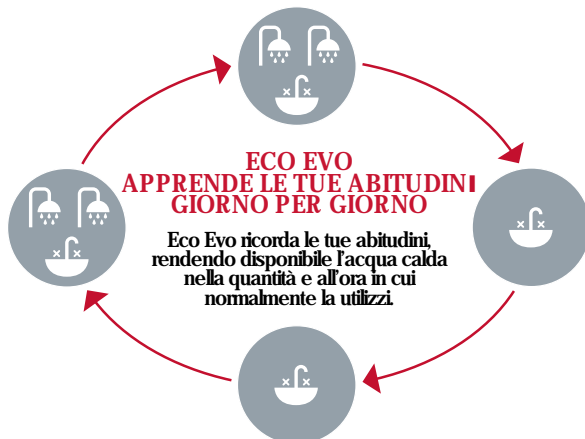 ECO EVO
APPRENDE LE TUE ABITUDINI
GIORNO PER GIORNO
Eco Evo ricorda le tue abitudini,
rendendo disponibile l'acqua calda
nella quantità e all'ora in cui
normalmente la utilizzi.